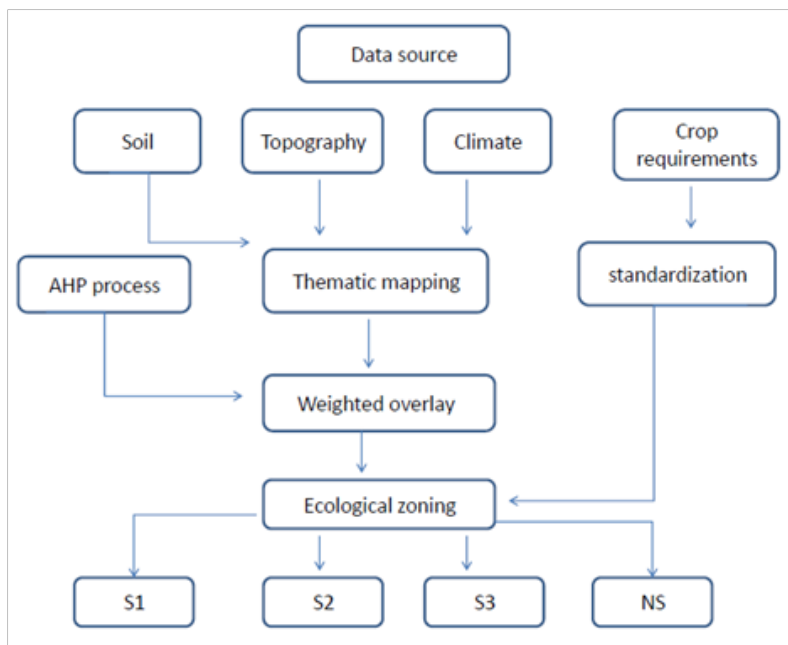 Data source
Soil
Topography
Climate
Crop
requirements
AHP process
Thematic mapping
standardization
Weighted overlay
Ecological zoning
S1
S2
S3
NS